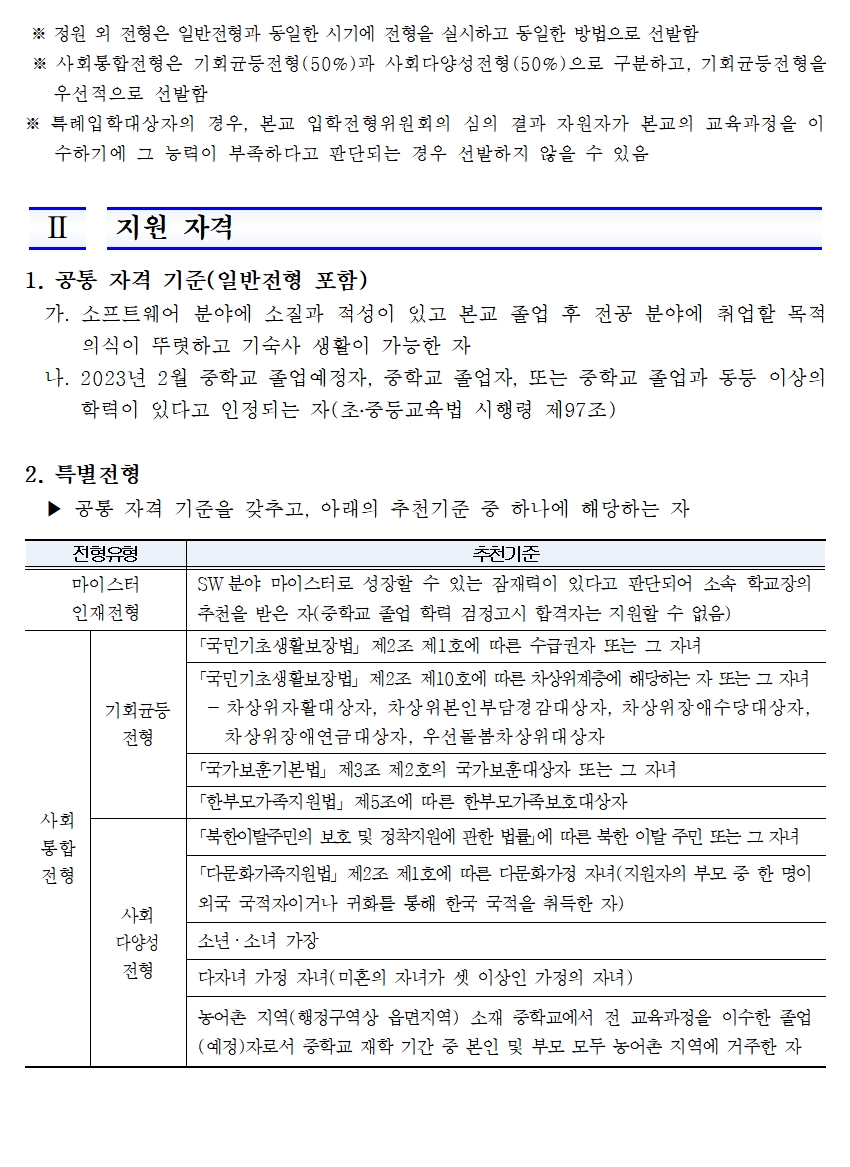 ※ 정원 외 전형은 일반전형과 동일한 시기에 전형을 실시하고 동일한 방법으로 선발함
※ 사회통합전형은 기회균등전형(50%)과 사회다양성전형(50%)으로 구분하고, 기회균등전형을
우선적으로 선발함
※ 특례입학대상자의 경우, 본교 입학전형위원회의 심의 결과 자원자가 본교의 교육과정을 이
수하기에 그 능력이 부족하다고 판단되는 경우 선발하지 않을 수 있음
Ⅱ 지원 자격
1. 공통 자격 기준(일반전형 포함)
가. 소프트웨어 분야에 소질과 적성이 있고 본교 졸업 후 전공 분야에 취업할 목적
의식이 뚜렷하고 기숙사 생활이 가능한 자
나. 2023년 2월 중학교 졸업예정자, 중학교 졸업자, 또는 중학교 졸업과 동등 이상의
학력이 있다고 인정되는 자(초·중등교육법 시행령 제97조)
2. 특별전형
▶ 공통 자격 기준을 갖추고, 아래의 추천기준 중 하나에 해당하는 자
전형유형 추천기준
마이스터
인재전형
SW분야 마이스터로 성장할 수 있는 잠재력이 있다고 판단되어 소속 학교장의
추천을 받은 자(중학교 졸업 학력 검정고시 합격자는 지원할 수 없음)
사회
통합
전형
기회균등
전형
「국민기초생활보장법」 제2조 제1호에 따른 수급권자 또는 그 자녀
「국민기초생활보장법」 제2조 제10호에 따른 차상위계층에 해당하는 자 또는 그 자녀
- 차상위자활대상자, 차상위본인부담경감대상자, 차상위장애수당대상자,
차상위장애연금대상자, 우선돌봄차상위대상자
「국가보훈기본법」 제3조 제2호의 국가보훈대상자 또는 그 자녀
「한부모가족지원법」 제5조에 따른 한부모가족보호대상자
사회
다양성
전형
「북한이탈주민의 보호 및 정착지원에 관한 법률」에 따른 북한 이탈 주민 또는 그 자녀
「다문화가족지원법」 제2조 제1호에 따른 다문화가정 자녀(지원자의 부모 중 한 명이
외국 국적자이거나 귀화를 통해 한국 국적을 취득한 자)
소년·소녀 가장
다자녀 가정 자녀(미혼의 자녀가 셋 이상인 가정의 자녀)
농어촌 지역(행정구역상 읍면지역) 소재 중학교에서 전 교육과정을 이수한 졸업
(예정)자로서 중학교 재학 기간 중 본인 및 부모 모두 농어촌 지역에 거주한 자